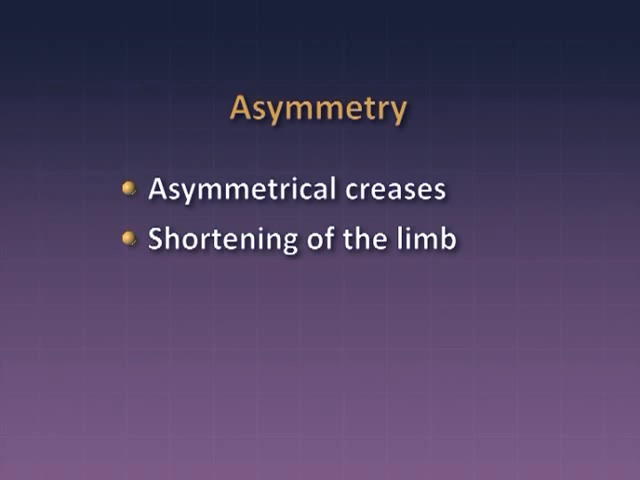 Asymmetry
Asymmetrical creases
Shortening of the limb